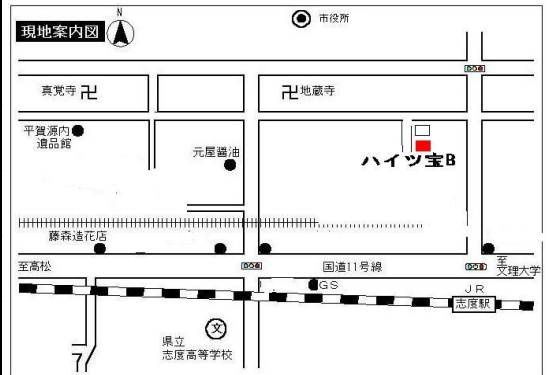 現地案内図
N
市役所
真覚寺
地蔵寺
平賀源内
遺品館
元屋醤油
ハイツ宝B
藤森造花店
至高松
国道11号線
至
文理大学
GS
JR
志度駅
文
県立
志度高等学校